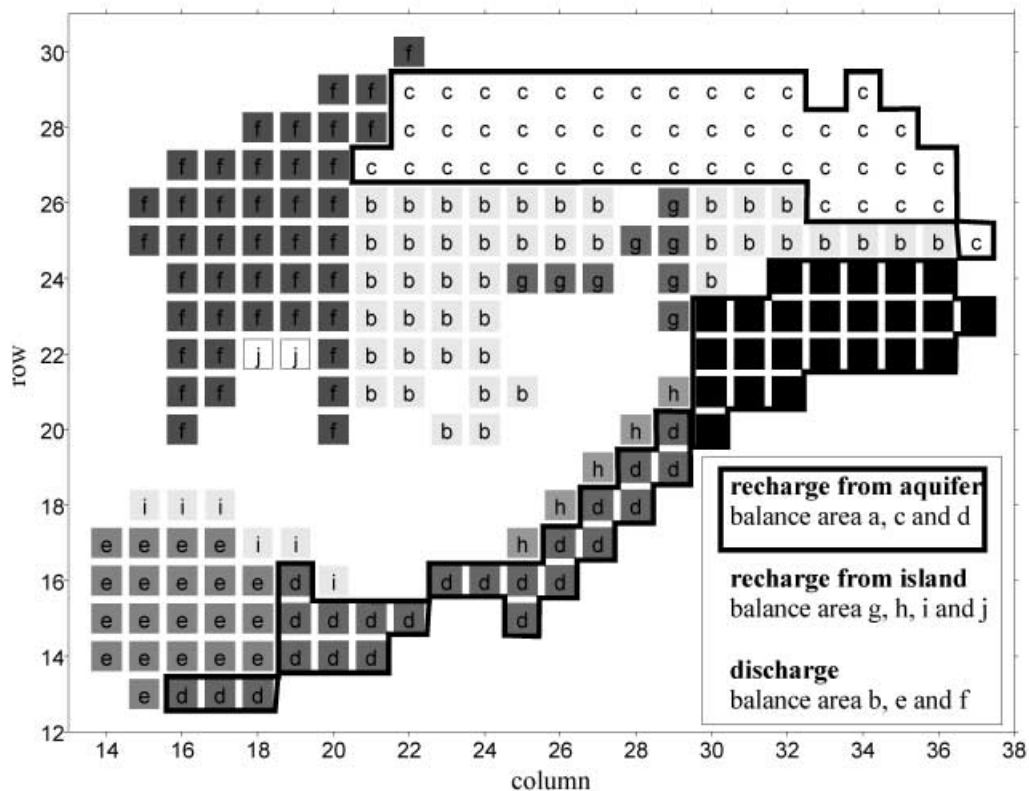 30 f
f f c c c c c c c c c c c c
28 f f f f c c c c c c c c c c c c c c
f f f f f c c c c c c c c c c c c c c c c
26 f f f f f f b b b b b b b g b b b c c c c
f f f f f f b b b b b b b g g b b b b b b b c
24 f f f f f b b b b g g g g b
f f f f f b b b b g
22 f f j j f b b b b
f f f b b b b h
20 f f b b h d
h d d
18 i i i h d d
e e e e i i h d d
16 e e e e e d i d d d d
e e e e e d d d d d
14 e e e e e d d d
e d d d
12
row
recharge from aquifer
balance area a, c and d
recharge from island
balance area g, h, i and j
discharge
balance area b, e and f
14 16 18 20 22 24 26 28 30 32 34 36 38
column